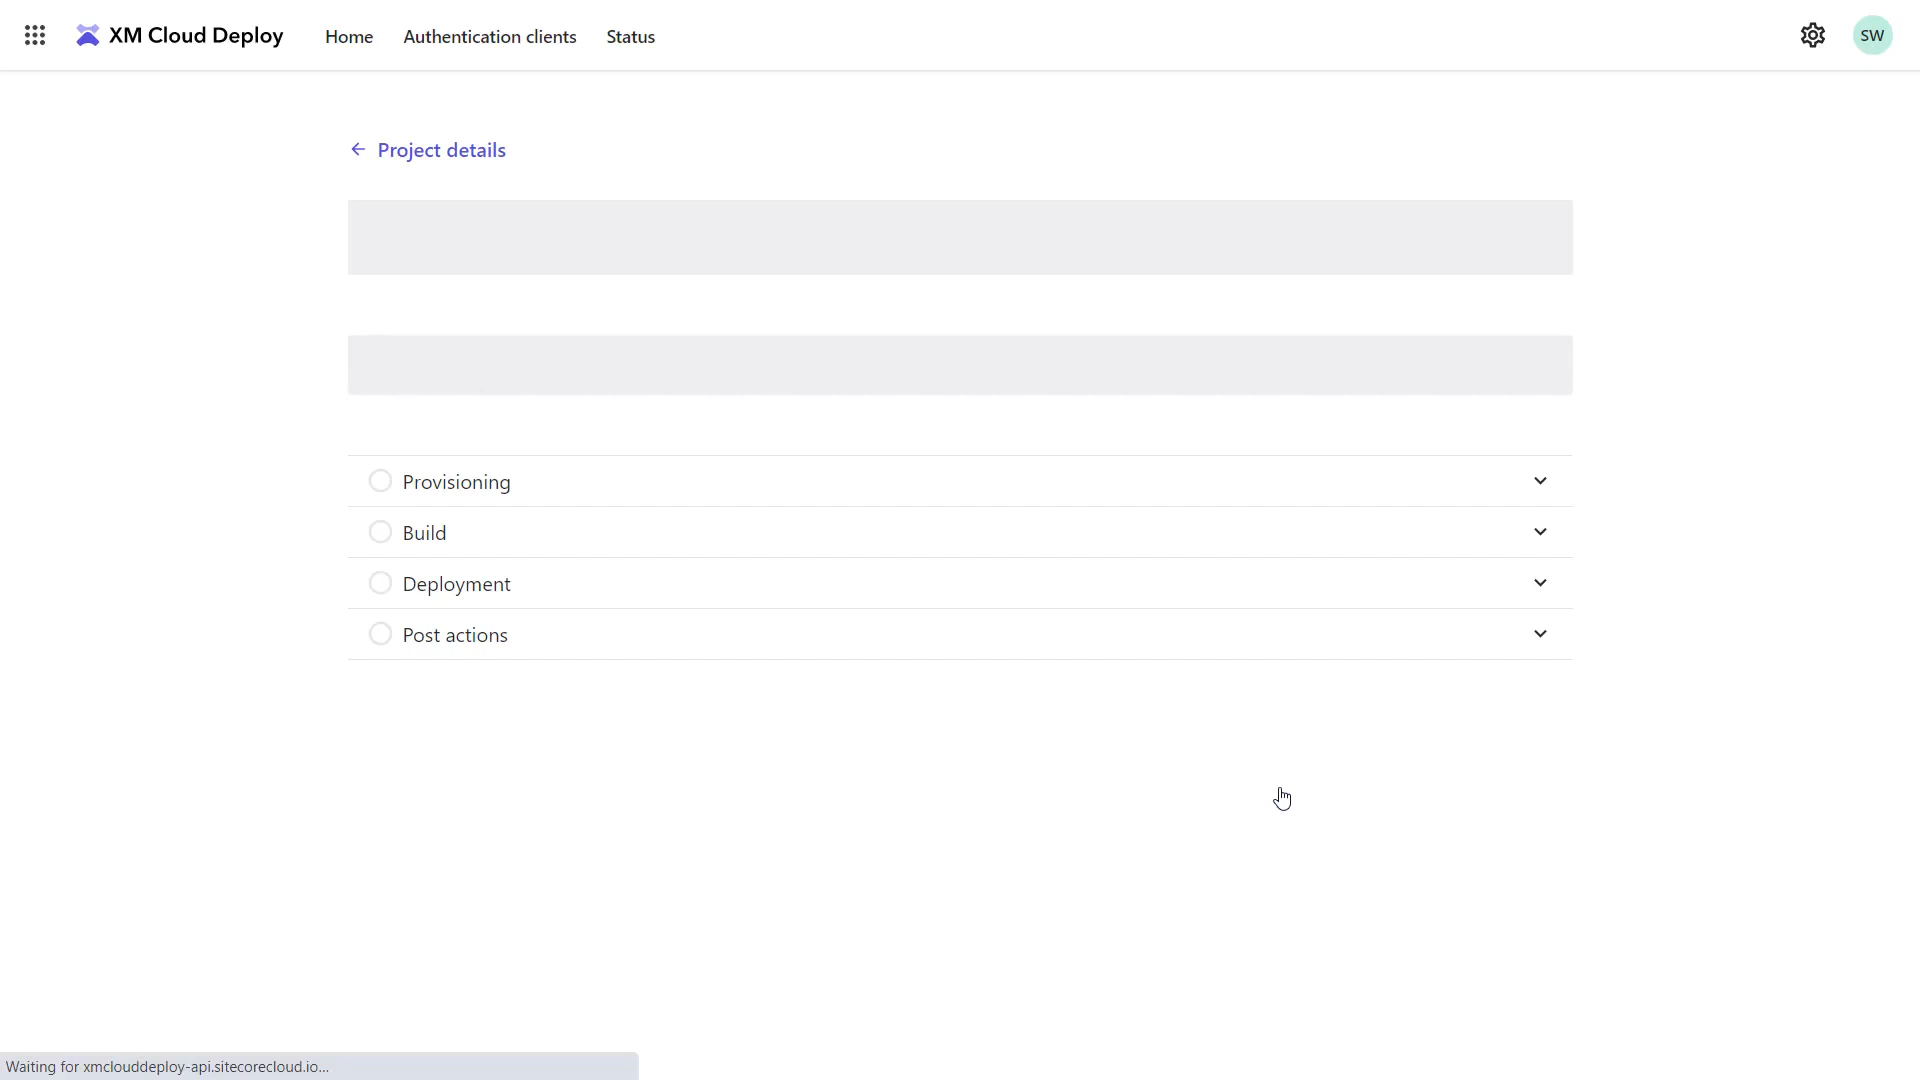 XM Cloud Deploy
Home
Authentication clients
Status
SW
Project details
Provisioning
Build
Deployment
Post actions
Waiting for xmclouddeploy-api.sitecorecloud.io...